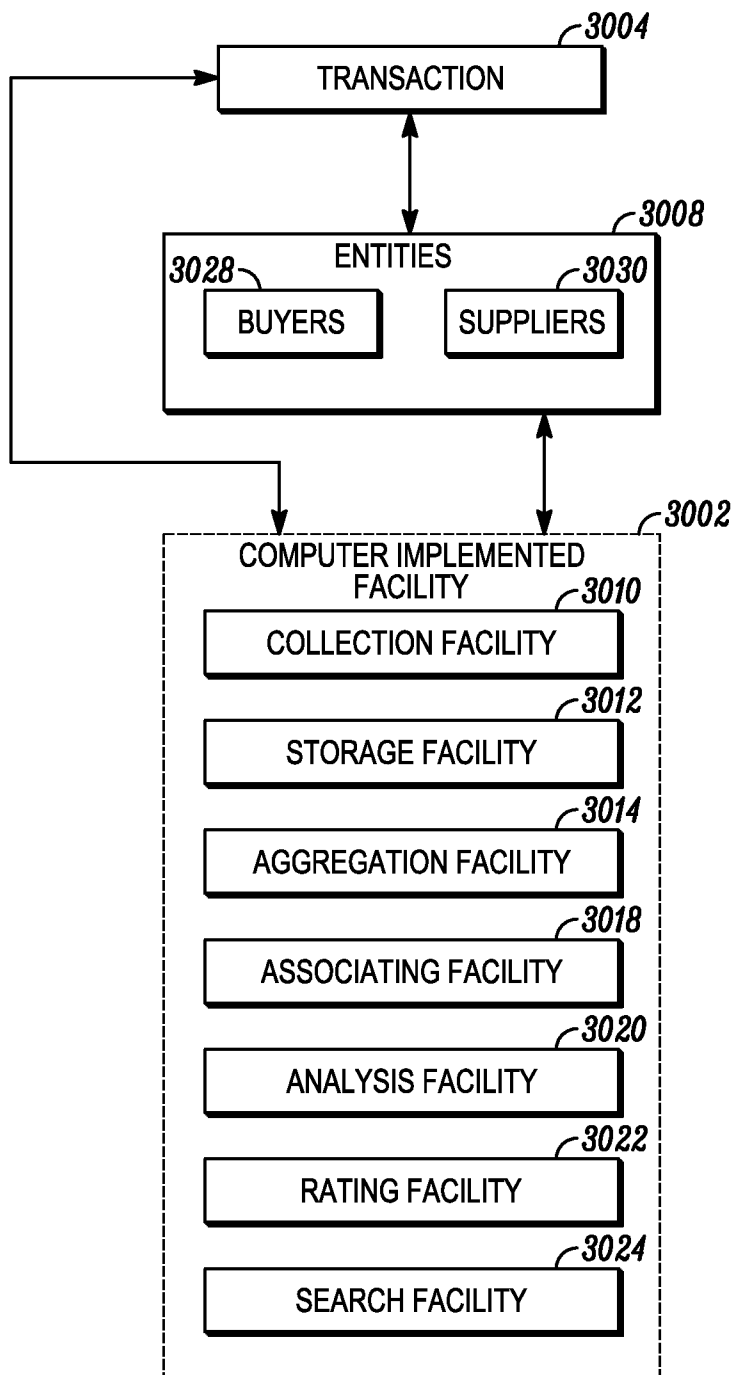 3004
TRANSACTION
3008
ENTITIES
3028
3030
BUYERS
SUPPLIERS
3002
COMPUTER IMPLEMENTED
FACILITY
3010
COLLECTION FACILITY
3012
STORAGE FACILITY
3014
AGGREGATION FACILITY
3018
ASSOCIATING FACILITY
3020
ANALYSIS FACILITY
3022
RATING FACILITY
3024
SEARCH FACILITY